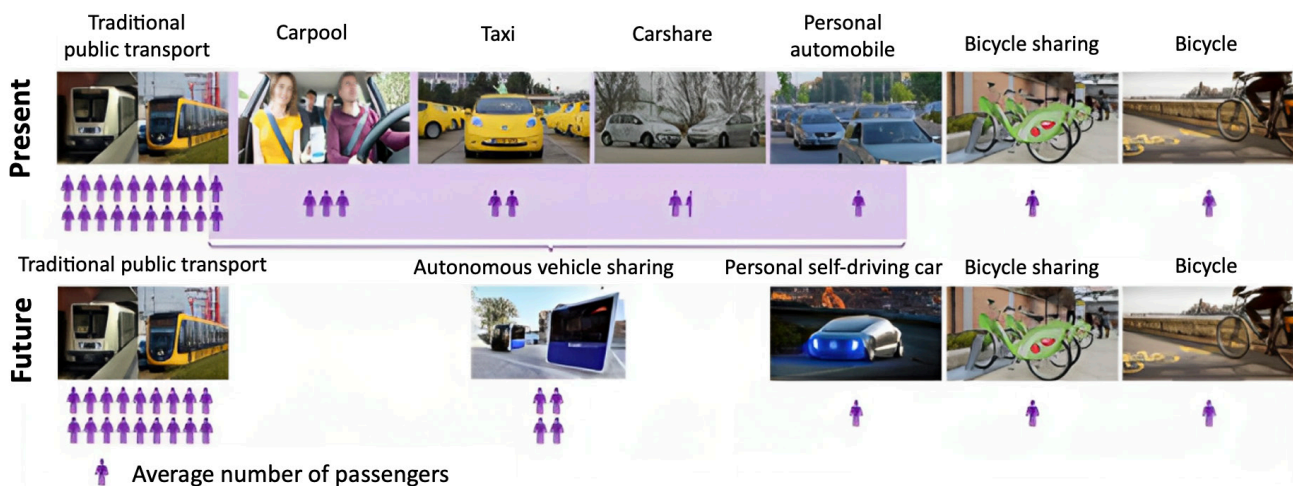 Traditional
public transport
Carpool
Taxi
Carshare
Personal
automobile
Bicycle sharing
Bicycle
Present
Traditional public transport
Autonomous vehicle sharing
Personal self-driving car
Bicycle sharing
Bicycle
Future
Average number of passengers